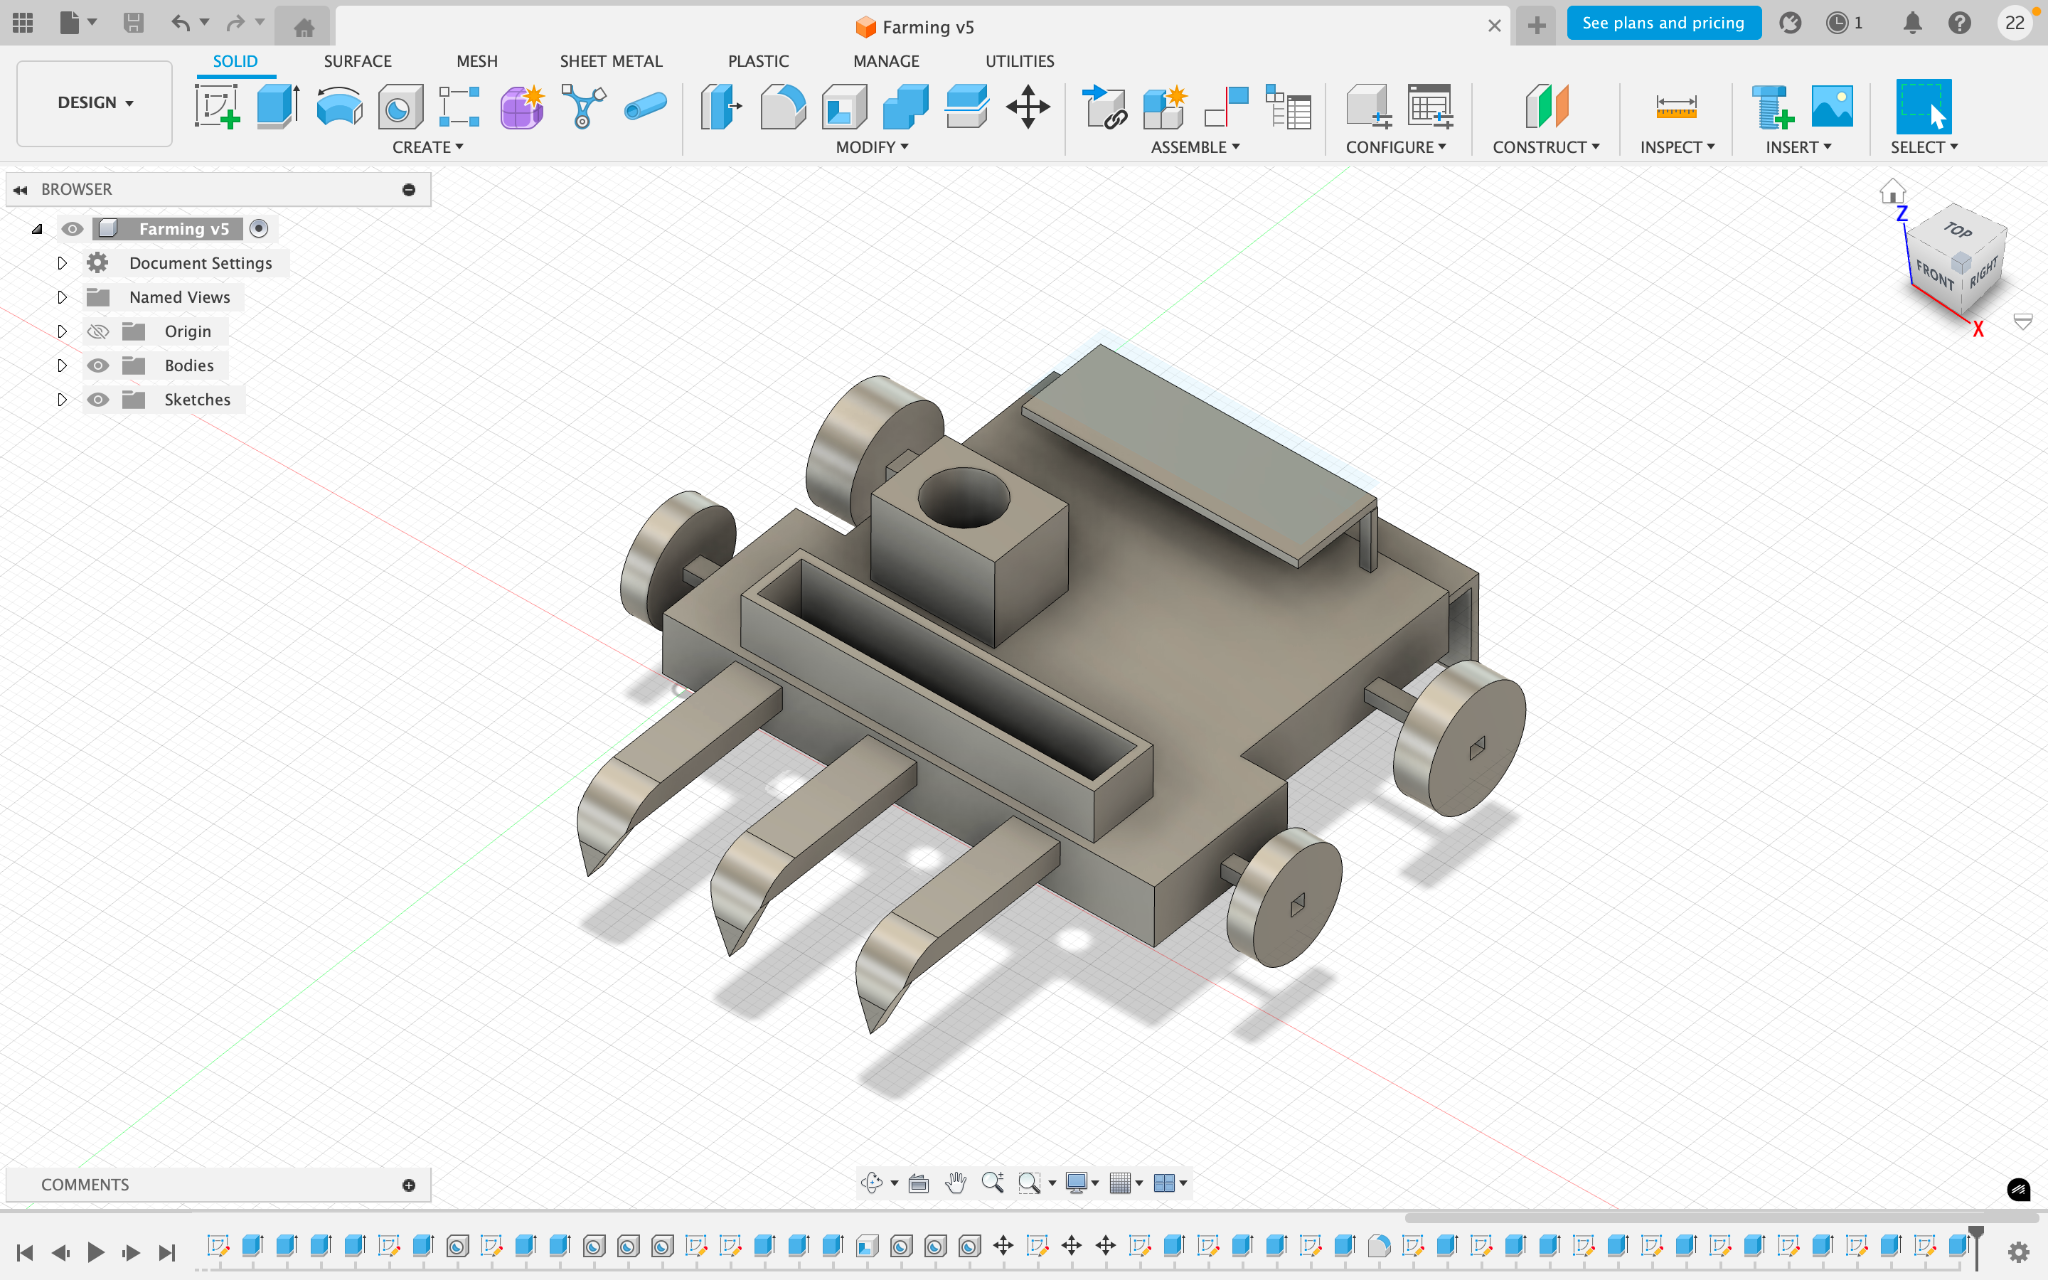 Farming v5
See plans and pricing
1
22
SOLID
SURFACE
MESH
SHEET METAL
PLASTIC
MANAGE
UTILITIES
DESIGN
CREATE
MODIFY
ASSEMBLE
CONFIGURE
CONSTRUCT
INSPECT
INSERT
SELECT
BROWSER
Farming v5
Document Settings
Named Views
Origin
Bodies
Sketches
Z
TOP
FRONT
RIGHT
X
COMMENTS